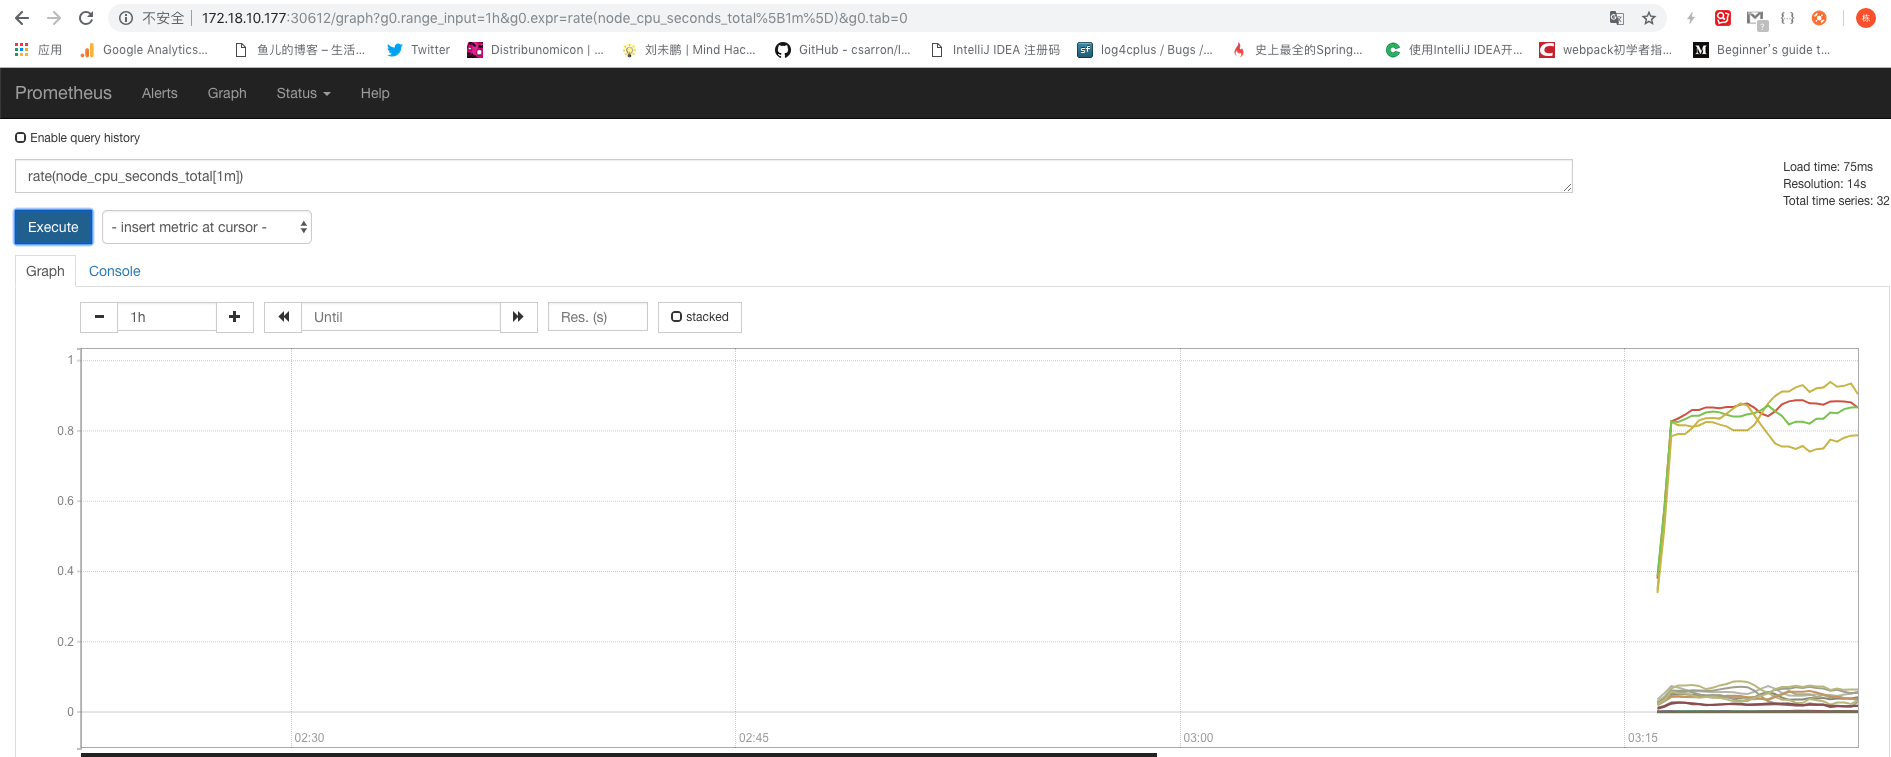 不安全 172.18.10.177:30612/graph?g0.range_input=1h&g0.expr=rate(node_cpu_seconds_total%5B1m%5D)&g0.tab=0
栋
应用 Google Analytics... 鱼儿的博客 – 生活... Twitter Distribunomicon | ... 刘未鹏 | Mind Hac... GitHub - csarron/I... IntelliJ IDEA 注册码 log4cplus / Bugs /... 史上最全的Spring... 使用IntelliJ IDEA开... webpack初学者指... Beginner's guide t...
Prometheus Alerts Graph Status Help
Enable query history
rate(node_cpu_seconds_total[1m])
Load time: 75ms
Resolution: 14s
Total time series: 32
Execute - insert metric at cursor -
Graph Console
1h Until Res. (s) stacked
1
0.8
0.6
0.4
0.2
0
02:30 02:45 03:00 03:15